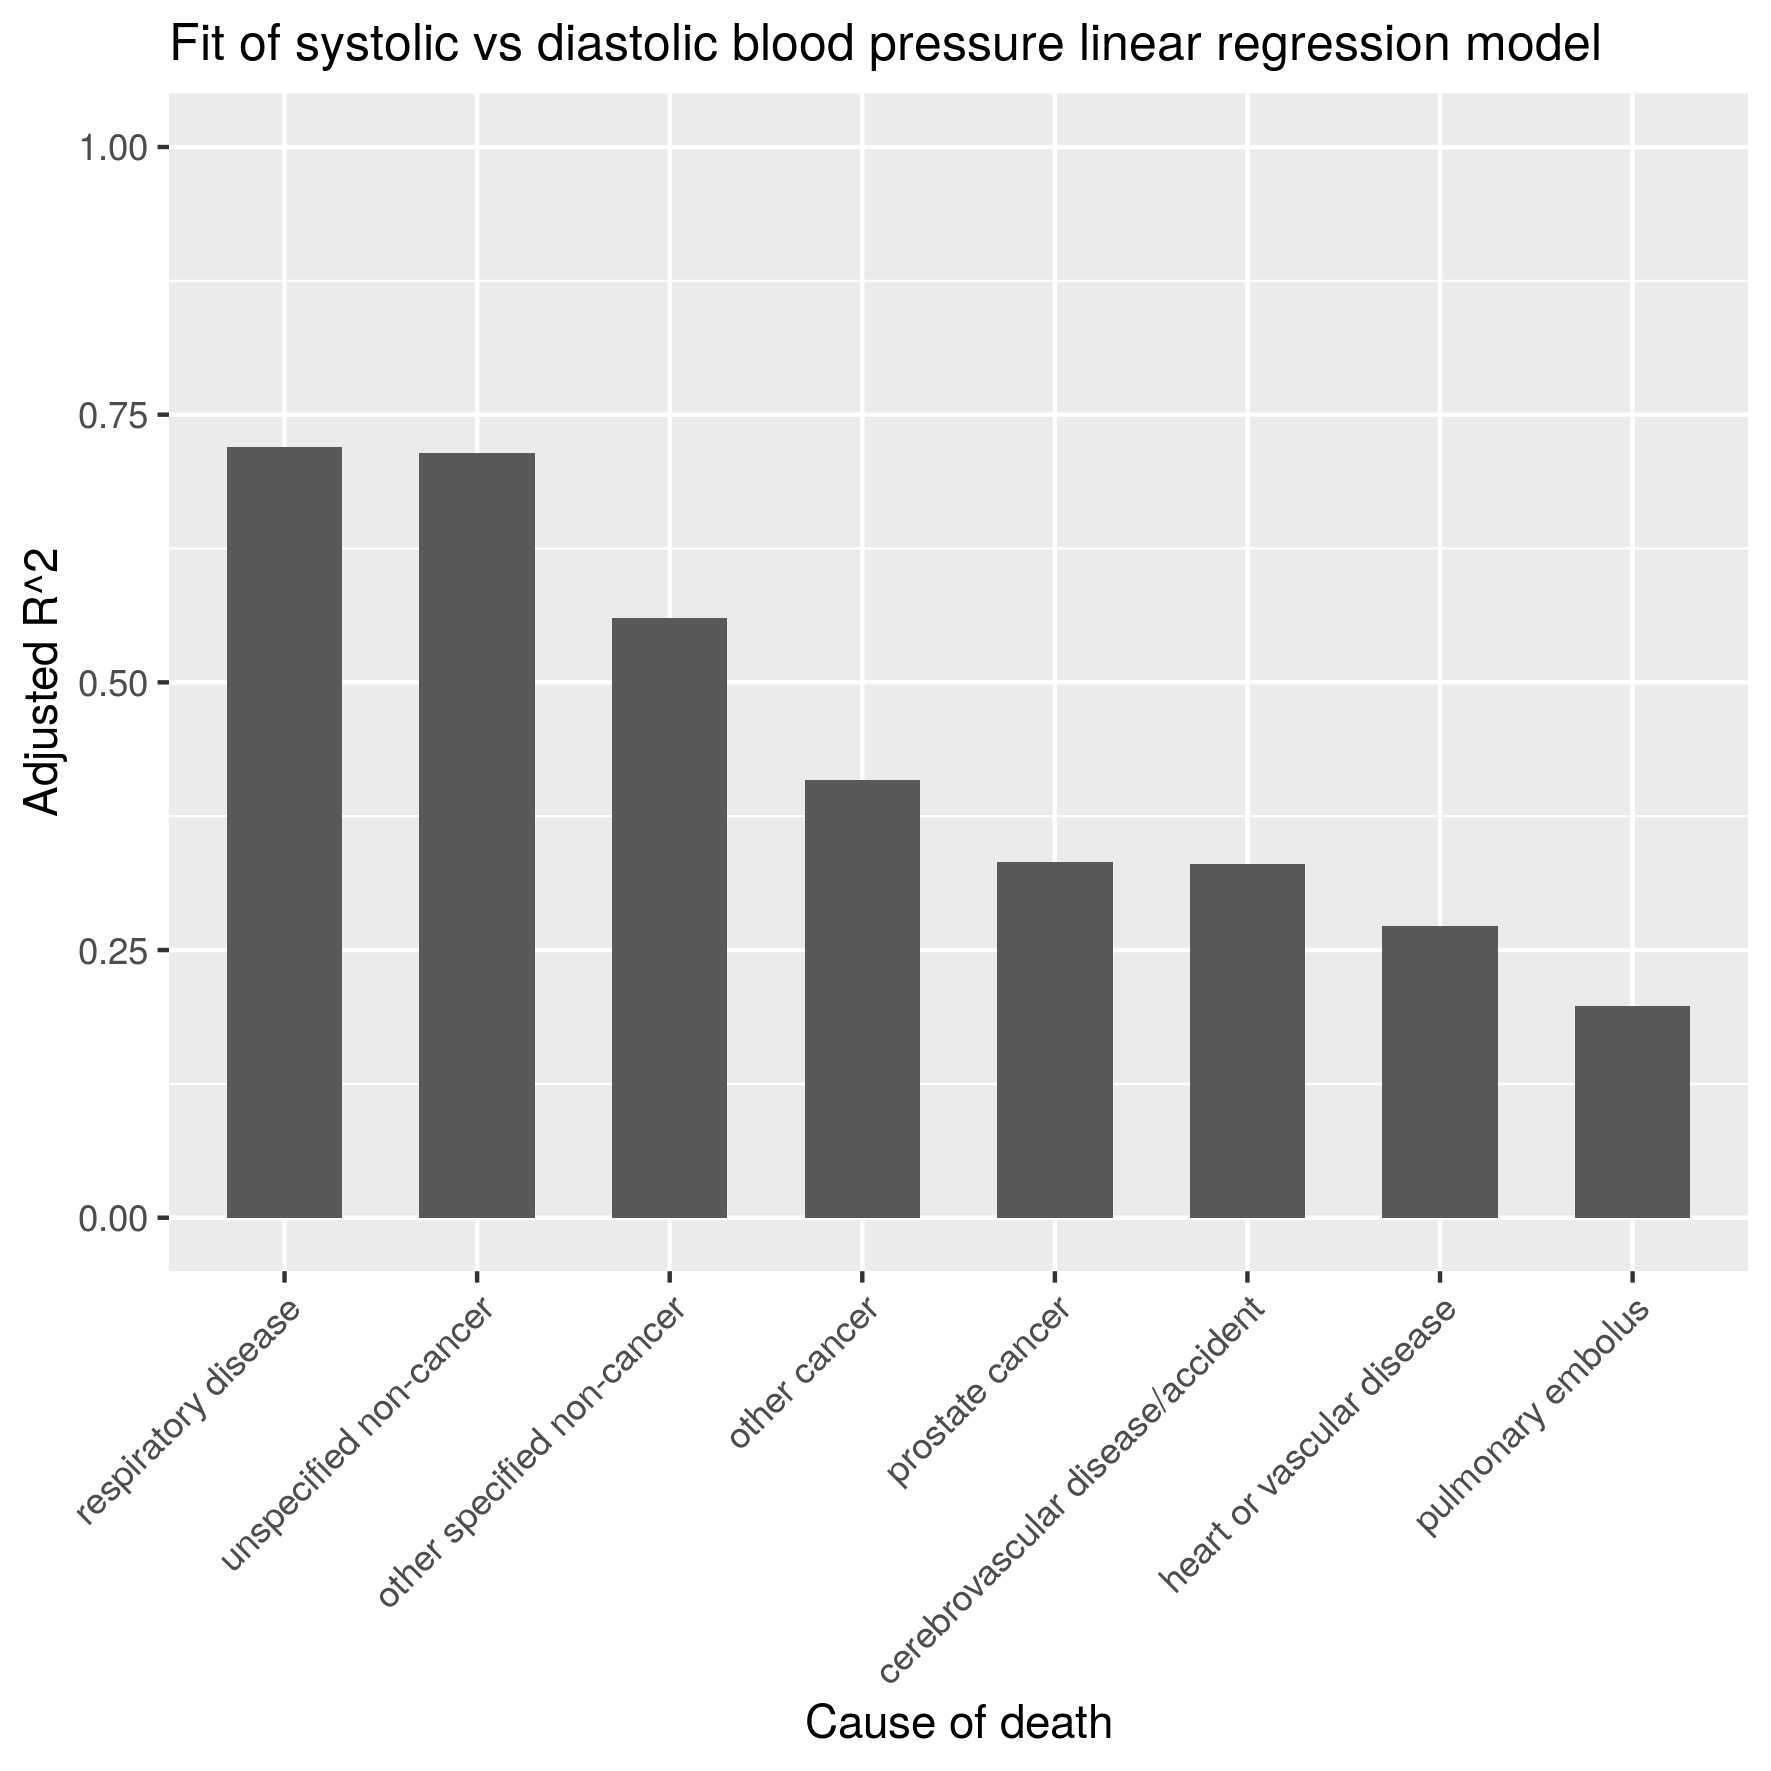 Fit of systolic vs diastolic blood pressure linear regression model
Adjusted R^2
1.00
0.75
0.50
0.25
0.00
respiratory disease
unspecified non-cancer
other specified non-cancer
other cancer
prostate cancer
cerebrovascular disease/accident
heart or vascular disease
pulmonary embolus
Cause of death